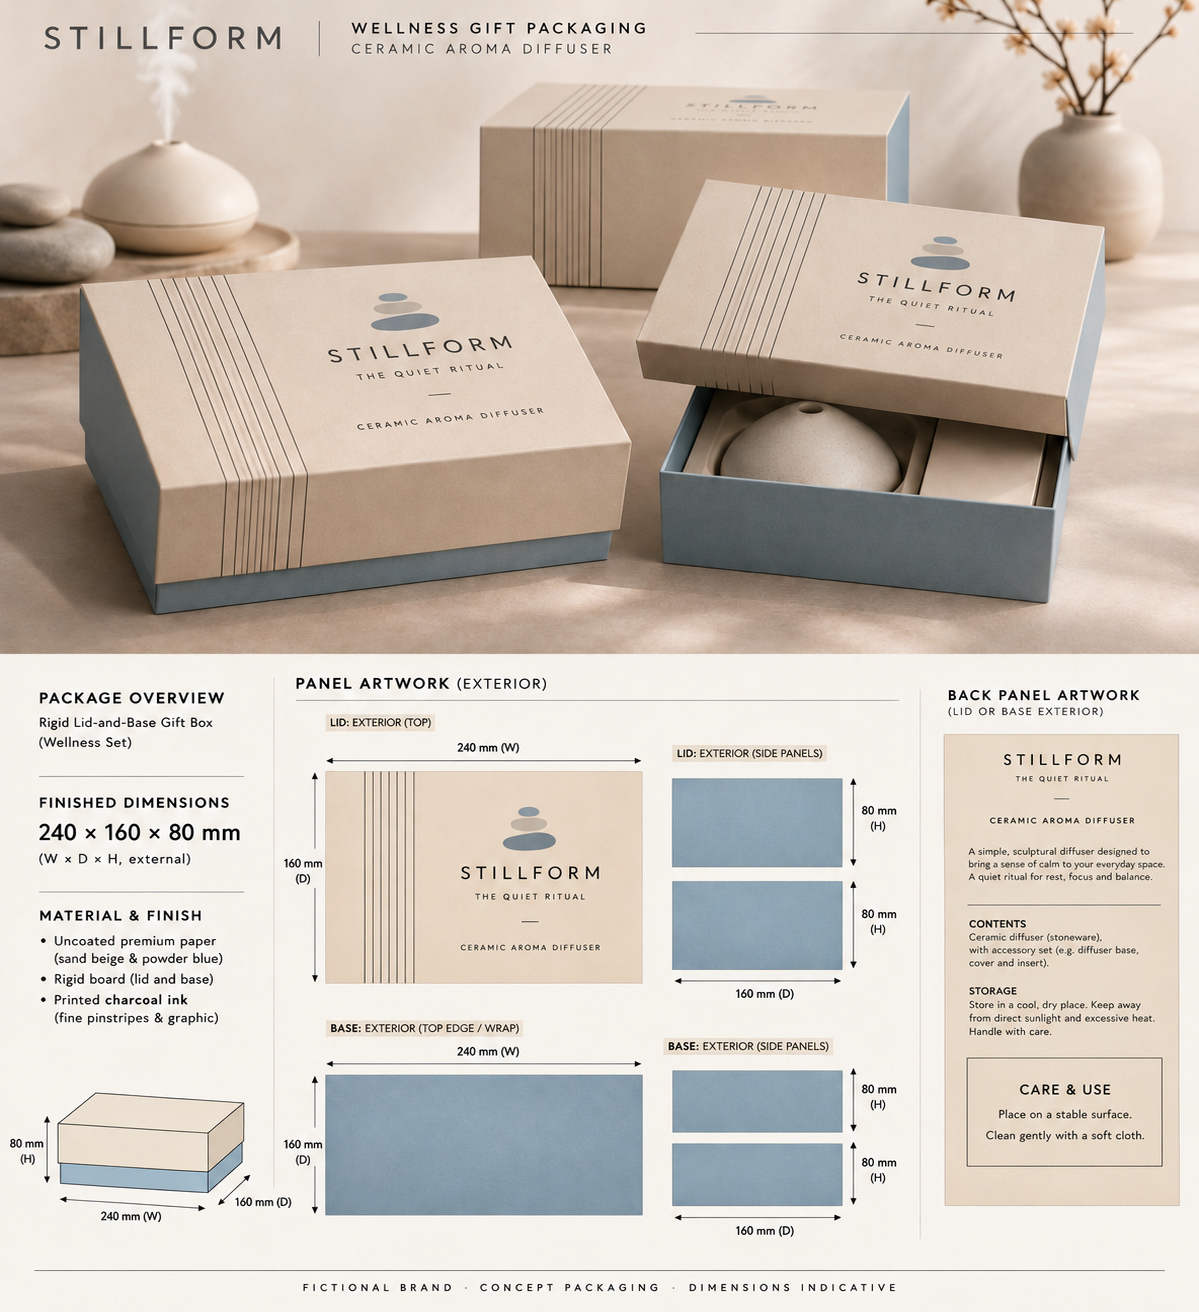 STILLFORM
WELLNESS GIFT PACKAGING
CERAMIC AROMA DIFFUSER
STILLFORM
STILLFORM
THE QUIET RITUAL
CERAMIC AROMA DIFFUSER
STILLFORM
THE QUIET RITUAL
CERAMIC AROMA DIFFUSER
PACKAGE OVERVIEW
Rigid Lid-and-Base Gift Box
(Wellness Set)
FINISHED DIMENSIONS
240 × 160 × 80 mm
(W × D × H, external)
MATERIAL & FINISH
• Uncoated premium paper
(sand beige & powder blue)
• Rigid board (lid and base)
• Printed charcoal ink
(fine pinstripes & graphic)
80 mm
(H)
240 mm (W)
160 mm (D)
PANEL ARTWORK (EXTERIOR)
LID: EXTERIOR (TOP)
240 mm (W)
160 mm
(D)
STILLFORM
THE QUIET RITUAL
CERAMIC AROMA DIFFUSER
LID: EXTERIOR (SIDE PANELS)
80 mm
(H)
80 mm
(H)
160 mm (D)
BASE: EXTERIOR (TOP EDGE / WRAP)
240 mm (W)
160 mm
(D)
BASE: EXTERIOR (SIDE PANELS)
80 mm
(H)
80 mm
(H)
160 mm (D)
BACK PANEL ARTWORK
(LID OR BASE EXTERIOR)
STILLFORM
THE QUIET RITUAL
CERAMIC AROMA DIFFUSER
A simple, sculptural diffuser designed to
bring a sense of calm to your everyday space.
A quiet ritual for rest, focus and balance.
CONTENTS
Ceramic diffuser (stoneware),
with accessory set (e.g. diffuser base,
cover and insert).
STORAGE
Store in a cool, dry place. Keep away
from direct sunlight and excessive heat.
Handle with care.
CARE & USE
Place on a stable surface.
Clean gently with a soft cloth.
FICTIONAL BRAND · CONCEPT PACKAGING · DIMENSIONS INDICATIVE